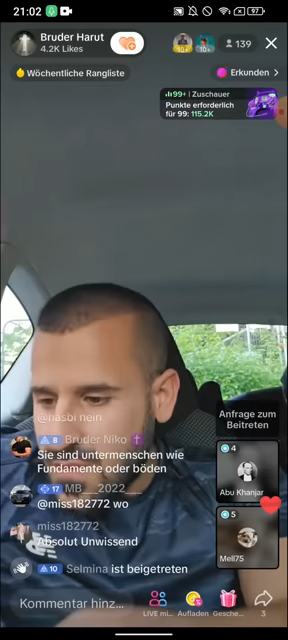 21:02
97
Bruder Harut
4.2K Likes
10+
10+
139
Wöchentliche Rangliste
Erkunden >
99+ | Zuschauer
Punkte erforderlich
für 99: 115.2K
@hasbi nein
8 Bruder Niko
Sie sind untermenschen wie
Fundamente oder böden
17 MB__2022__
@miss182772 wo
miss182772
Absolut Unwissend
10 Selmina ist beigetreten
Anfrage zum
Beitreten
4
Abu Khanjar
5
Mell75
Kommentar hinz...
LIVE mi...
Aufladen
Gesche...
3